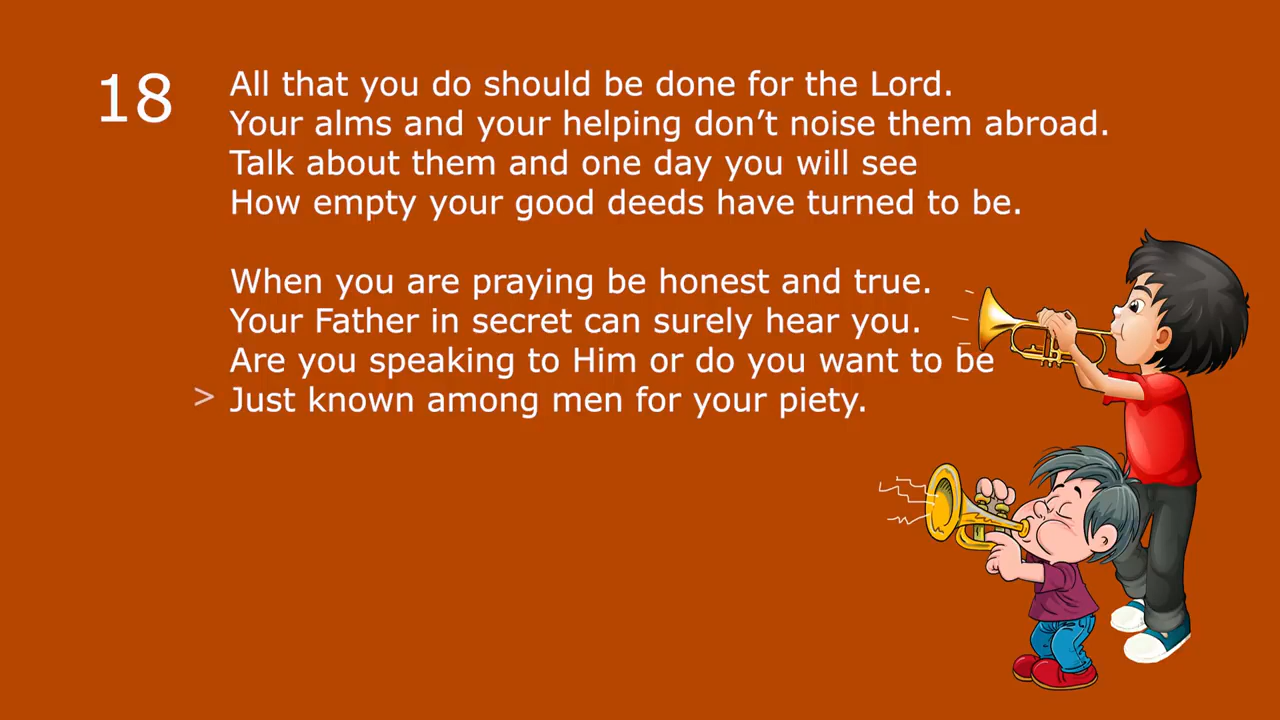 18
All that you do should be done for the Lord.
Your alms and your helping don’t noise them abroad.
Talk about them and one day you will see
How empty your good deeds have turned to be.
When you are praying be honest and true.
Your Father in secret can surely hear you.
Are you speaking to Him or do you want to be
> Just known among men for your piety.